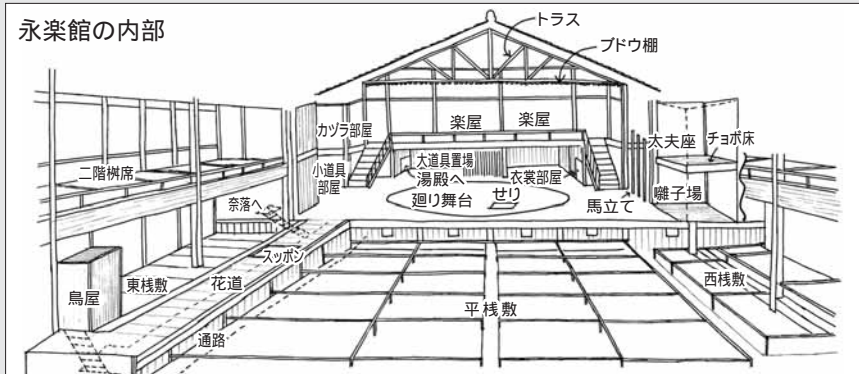 永楽館の内部
トラス
ブドウ棚
カヅラ部屋
楽屋
楽屋
太夫座
チョボ床
二階桝席
小道具
部屋
大道具置場
湯殿へ
衣裳部屋
廻り舞台
せり
馬立て
囃子場
奈落へ
スッポン
鳥屋
東桟敷
花道
平桟敷
西桟敷
通路